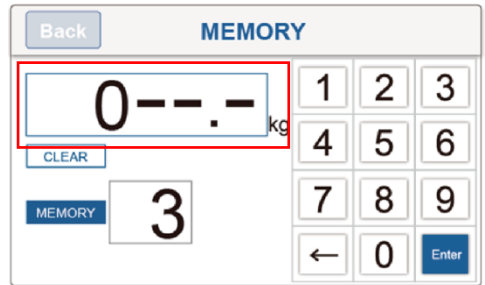 Back MEMORY
0--.- kg
CLEAR
MEMORY 3
1 2 3
4 5 6
7 8 9
← 0 Enter